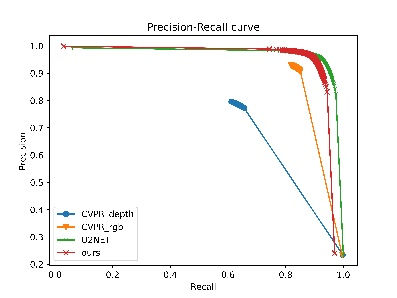 Precision-Recall curve
1.0
0.9
0.8
0.7
0.6
0.5
0.4
0.3
0.2
Precision
CVPR_depth
CVPR_rgb
U2NET
ours
0.0 0.2 0.4 0.6 0.8 1.0
Recall